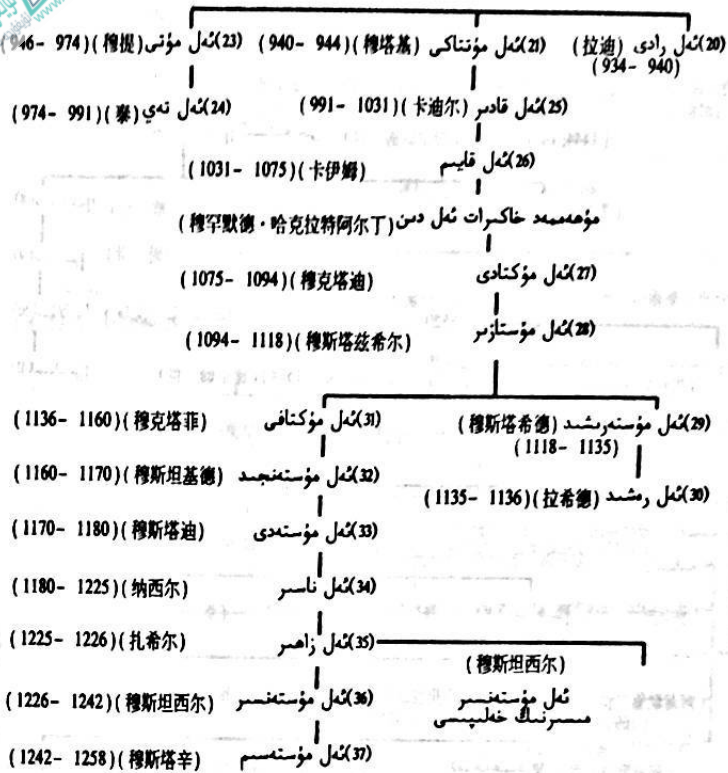 (20)ئەل رادى (拉迪) (21)ئەل مۇتتاكى (穆塔基) (940- 944) (23)ئەل مۇتى (穆提) (946- 974)
(934- 940)
(25)ئەل قادىر (卡迪尔) (991- 1031) (24)ئەل تەي (泰) (974- 991)
(26)ئەل قايىم (卡伊姆) (1031- 1075)
مۇھەممەد خاكىرات ئەل دىن (穆罕默德·哈克拉特阿尔丁)
(27)ئەل مۇكتادى (穆克塔迪) (1075- 1094)
(28)ئەل مۇستازىر (穆斯塔兹希尔) (1094- 1118)
(29)ئەل مۇستەرىشىد (穆斯塔希德) (31)ئەل مۇكتافى (穆克塔菲) (1136- 1160)
(1118- 1135)
(32)ئەل مۇستەنجىد (穆斯坦基德) (1160- 1170)
(30)ئەل رەشىد (拉希德) (1135- 1136)
(33)ئەل مۇستەدى (穆斯塔迪) (1170- 1180)
(34)ئەل ناسىر (纳西尔) (1180- 1225)
(35)ئەل زاھىر (扎希尔) (1225- 1226)
(穆斯坦西尔)
ئەل مۇستەنسىر
مىسىرنىڭ خەلىپىسى
(36)ئەل مۇستەنسىر (穆斯坦西尔) (1226- 1242)
(37)ئەل مۇستەسىم (穆斯塔辛) (1242- 1258)